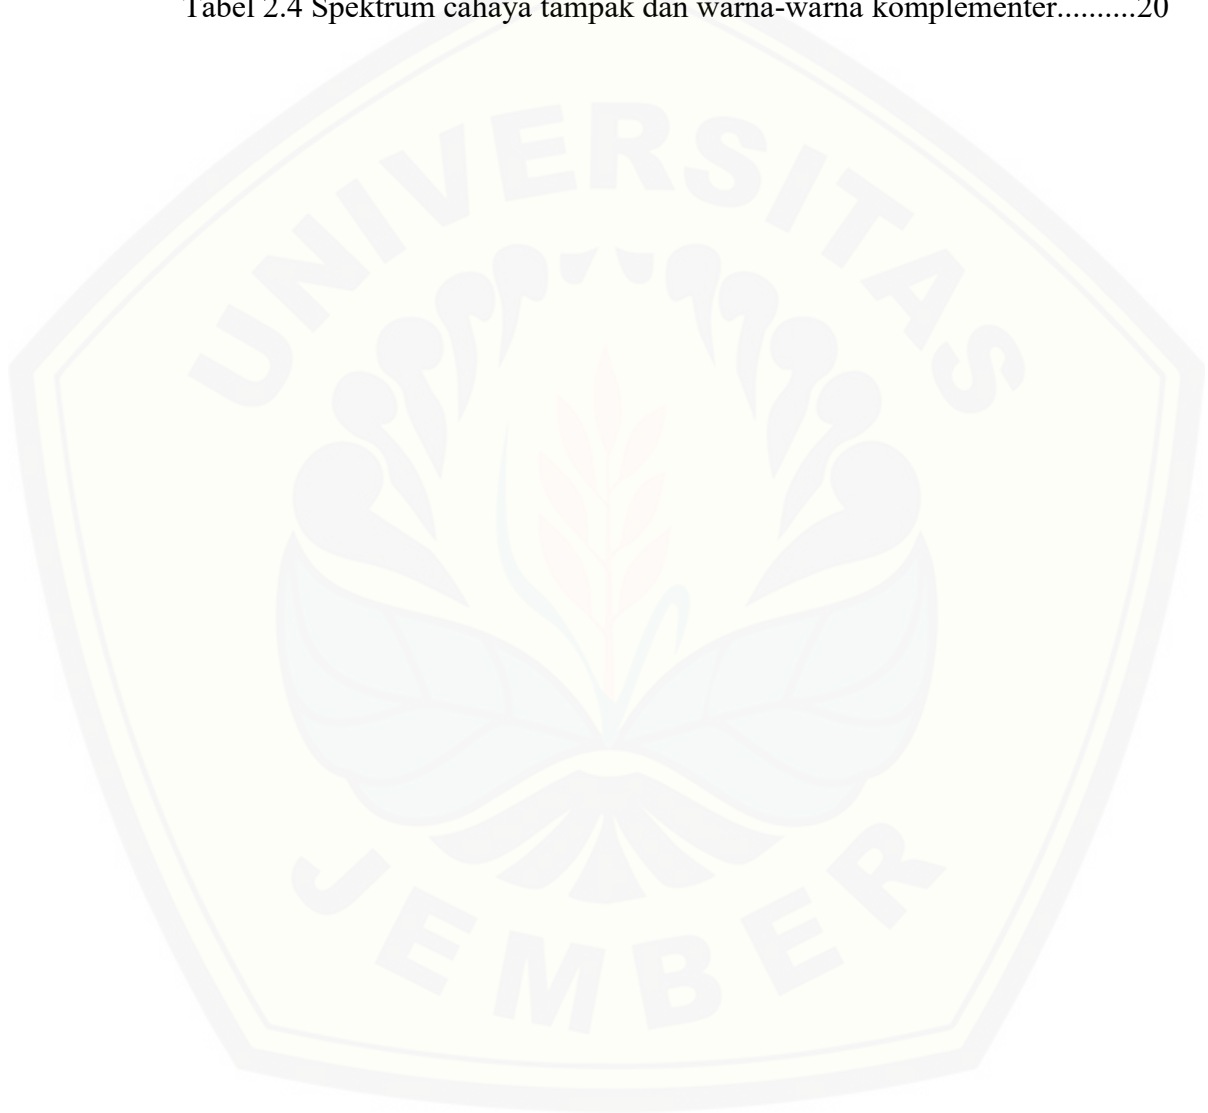 Tabel 2.4 Spektrum cahaya tampak dan warna-warna komplementer..........20
UNIVERSITAS
JEMBER